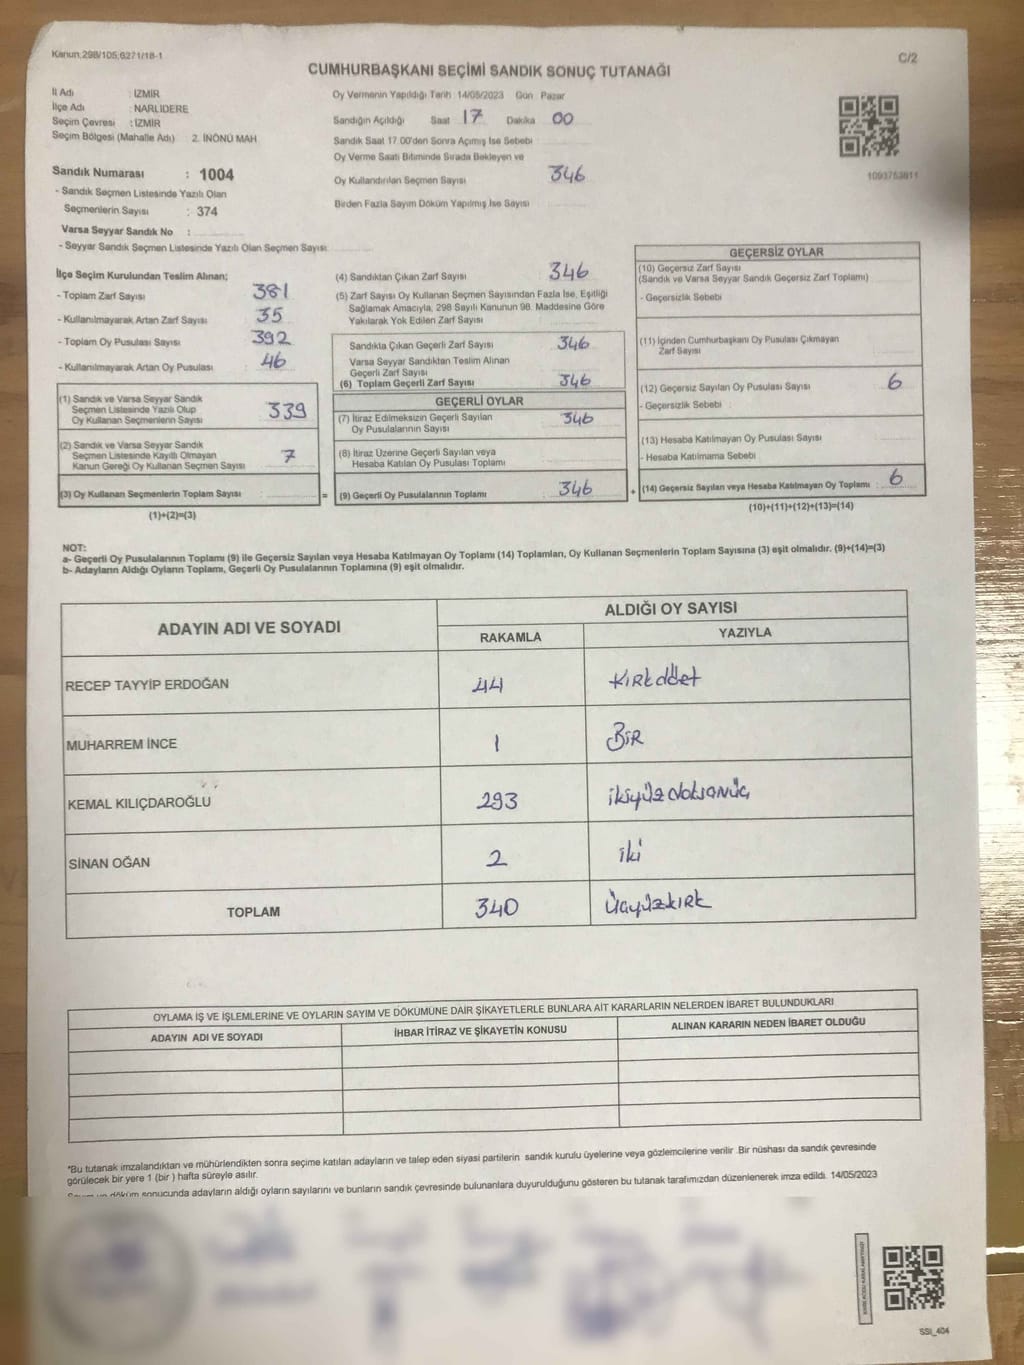 Kanun;298/105;6271/18-1
C/2
CUMHURBAŞKANI SEÇİMİ SANDIK SONUÇ TUTANAĞI
İl Adı : İZMİR
İlçe Adı : NARLIDERE
Seçim Çevresi : İZMİR
Seçim Bölgesi (Mahalle Adı) 2. İNÖNÜ MAH
Oy Vermenin Yapıldığı Tarih 14/05/2023 Gün Pazar
Sandığın Açıldığı Saat 17 Dakika 00
Sandık Saat 17.00'den Sonra Açımış İse Sebebi
Oy Verme Saati Bitiminde Sırada Bekleyen ve
Oy Kullandırılan Seçmen Sayısı 346
Birden Fazla Sayım Döküm Yapılmış İse Sayısı
1093753811
Sandık Numarası : 1004
- Sandık Seçmen Listesinde Yazılı Olan
Seçmenlerin Sayısı : 374
Varsa Seyyar Sandık No :
- Seyyar Sandık Seçmen Listesinde Yazılı Olan Seçmen Sayısı:
İlçe Seçim Kurulundan Teslim Alınan;
- Toplam Zarf Sayısı : 381
- Kullanılmayarak Artan Zarf Sayısı : 35
- Toplam Oy Pusulası Sayısı : 392
- Kullanılmayarak Artan Oy Pusulası : 46
(1) Sandık ve Varsa Seyyar Sandık
Seçmen Listesinde Yazılı Olup
Oy Kullanan Seçmenlerin Sayısı : 339
(2) Sandık ve Varsa Seyyar Sandık
Seçmen Listesinde Kayıtlı Olmayan
Kanun Gereği Oy Kullanan Seçmen Sayısı : 7
(3) Oy Kullanan Seçmenlerin Toplam Sayısı : =
(1)+(2)=(3)
(4) Sandıktan Çıkan Zarf Sayısı 346
(5) Zarf Sayısı Oy Kullanan Seçmen Sayısından Fazla İse, Eşitliği
Sağlamak Amacıyla, 298 Sayılı Kanunun 98. Maddesine Göre
Yakılarak Yok Edilen Zarf Sayısı
Sandıkta Çıkan Geçerli Zarf Sayısı 346
Varsa Seyyar Sandıktan Teslim Alınan
Geçerli Zarf Sayısı
(6) Toplam Geçerli Zarf Sayısı 346
GEÇERLİ OYLAR
(7) İtiraz Edilmeksizin Geçerli Sayılan
Oy Pusulalarının Sayısı 346
(8) İtiraz Üzerine Geçerli Sayılan veya
Hesaba Katılan Oy Pusulası Toplamı
(9) Geçerli Oy Pusulalarının Toplamı 346 +
GEÇERSİZ OYLAR
(10) Geçersiz Zarf Sayısı
(Sandık ve Varsa Seyyar Sandık Geçersiz Zarf Toplamı)
- Geçersizlik Sebebi
(11) İçinden Cumhurbaşkanı Oy Pusulası Çıkmayan
Zarf Sayısı
(12) Geçersiz Sayılan Oy Pusulası Sayısı 6
- Geçersizlik Sebebi :
(13) Hesaba Katılmayan Oy Pusulası Sayısı
- Hesaba Katılmama Sebebi
(14) Geçersiz Sayılan veya Hesaba Katılmayan Oy Toplamı : 6
(10)+(11)+(12)+(13)=(14)
NOT:
a- Geçerli Oy Pusulalarının Toplamı (9) ile Geçersiz Sayılan veya Hesaba Katılmayan Oy Toplamı (14) Toplamları, Oy Kullanan Seçmenlerin Toplam Sayısına (3) eşit olmalıdır. (9)+(14)=(3)
b- Adayların Aldığı Oyların Toplamı, Geçerli Oy Pusulalarının Toplamına (9) eşit olmalıdır.
ADAYIN ADI VE SOYADI
ALDIĞI OY SAYISI
RAKAMLA YAZIYLA
RECEP TAYYİP ERDOĞAN 44 Kırkdört
MUHARREM İNCE 1 BİR
KEMAL KILIÇDAROĞLU 293 ikiyüzdoksanüç
SİNAN OĞAN 2 iki
TOPLAM 340 Üçyüzkırk
OYLAMA İŞ VE İŞLEMLERİNE VE OYLARIN SAYIM VE DÖKÜMÜNE DAİR ŞİKAYETLERLE BUNLARA AİT KARARLARIN NELERDEN İBARET BULUNDUKLARI
ADAYIN ADI VE SOYADI İHBAR İTİRAZ VE ŞİKAYETİN KONUSU ALINAN KARARIN NEDEN İBARET OLDUĞU
*Bu tutanak imzalandıktan ve mühürlendikten sonra seçime katılan adayların ve talep eden siyasi partilerin sandık kurulu üyelerine veya gözlemcilerine verilir .Bir nüshası da sandık çevresinde
görülecek bir yere 1 (bir ) hafta süreyle asılır.
Sayım ve döküm sonucunda adayların aldığı oyların sayılarını ve bunların sandık çevresinde bulunanlara duyurulduğunu gösteren bu tutanak tarafımızdan düzenlenerek imza edildi. 14/05/2023
SSI_404